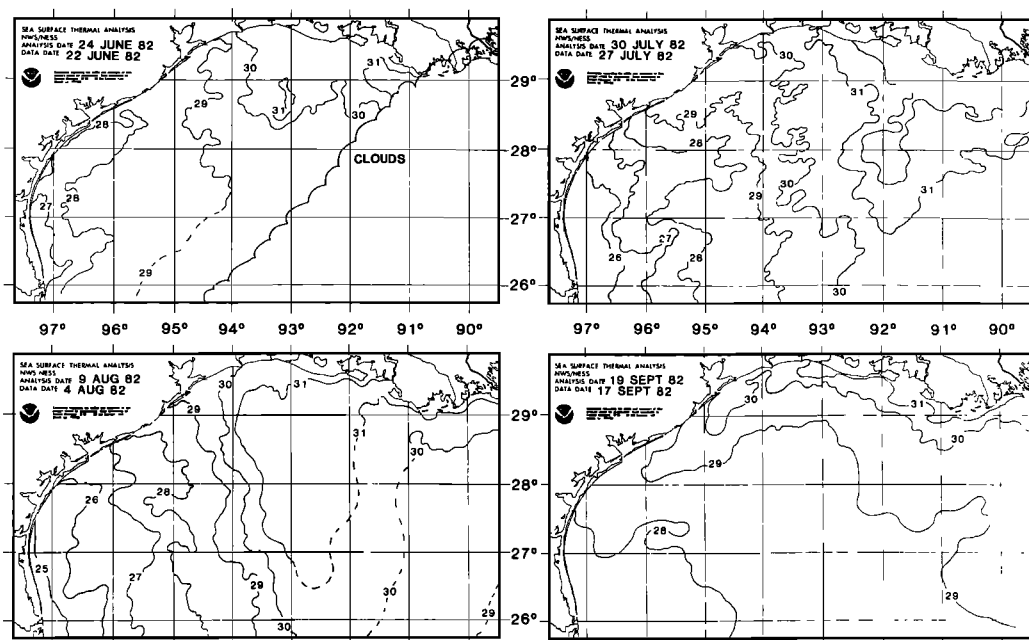 SEA SURFACE THERMAL ANALYSIS
NWS/NESS
ANALYSIS DATE 24 JUNE 82
DATA DATE 22 JUNE 82
30
31
29
31
30
28
CLOUDS
28
27
29
SEA SURFACE THERMAL ANALYSIS
NWS/NESS
ANALYSIS DATE 30 JULY 82
DATA DATE 27 JULY 82
30
31
29
28
30
31
29
27
26
26
30
29°
28°
27°
26°
97° 96° 95° 94° 93° 92° 91° 90°
97° 96° 95° 94° 93° 92° 91° 90°
SEA SURFACE THERMAL ANALYSIS
NWS NESS
ANALYSIS DATE 9 AUG 82
DATA DATE 4 AUG 82
30
31
29
31
30
26
28
25
27
29
30
30
29
SEA SURFACE THERMAL ANALYSIS
NWS/NESS
ANALYSIS DATE 19 SEPT 82
DATA DATE 17 SEPT 82
30
31
30
29
28
29
29°
28°
27°
26°